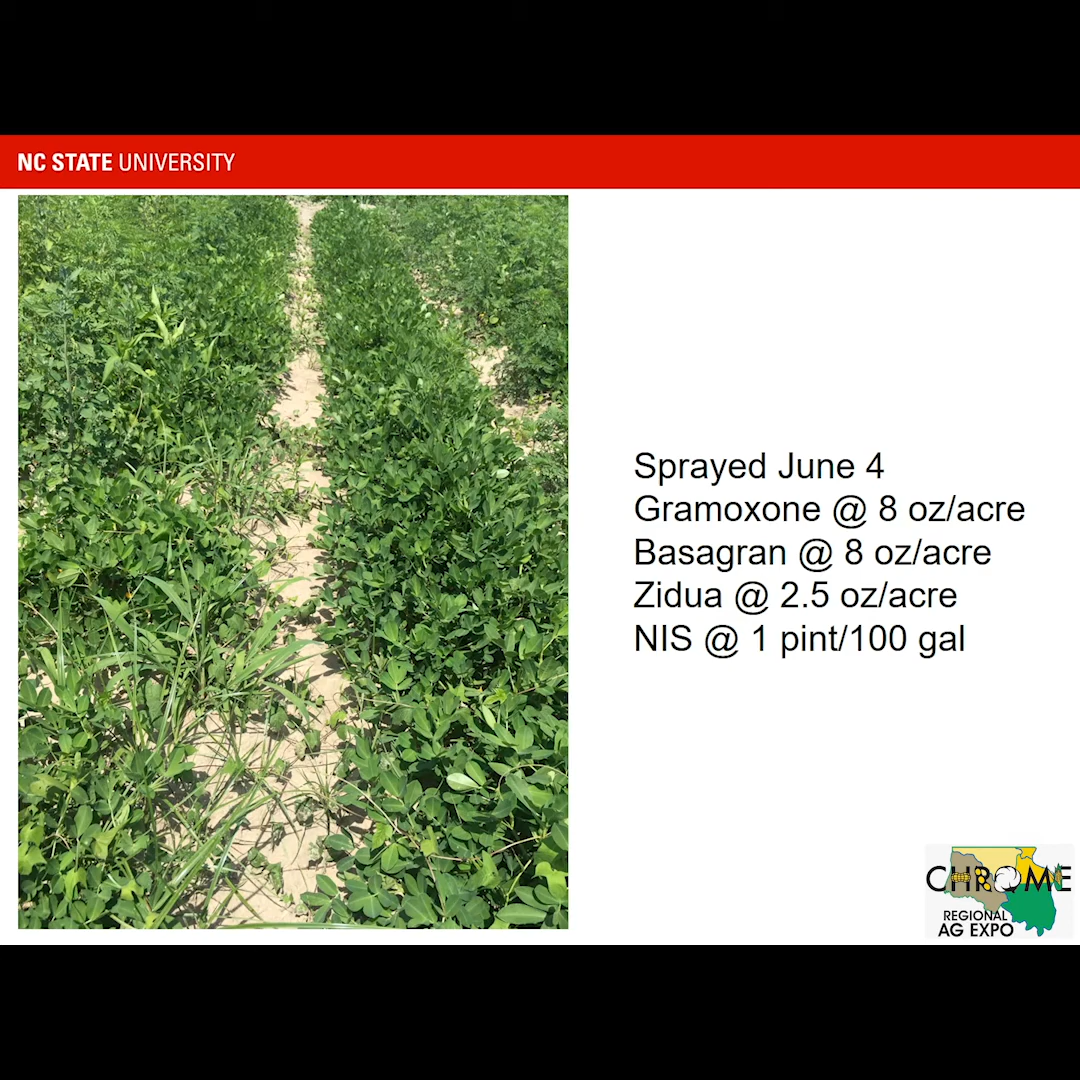 NC STATE UNIVERSITY
Sprayed June 4
Gramoxone @ 8 oz/acre
Basagran @ 8 oz/acre
Zidua @ 2.5 oz/acre
NIS @ 1 pint/100 gal
CHROME
REGIONAL
AG EXPO